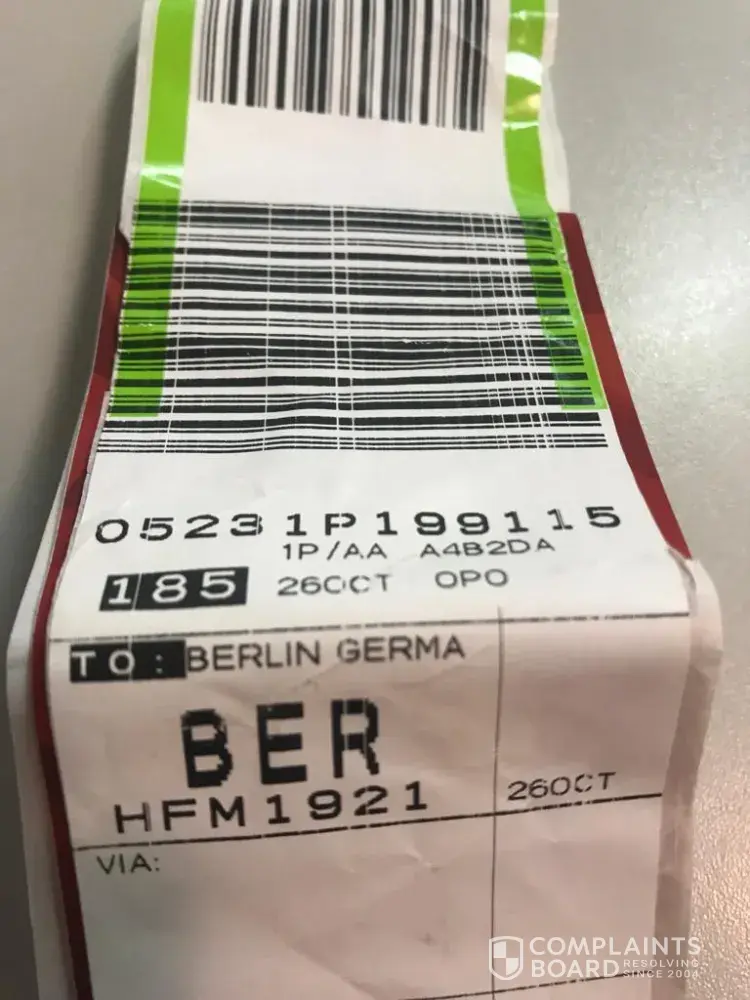 05231P199115
1P/AA A4B2DA
185 26OCT OPO
TO: BERLIN GERMA
BER
HFM1921 26OCT
VIA:
COMPLAINTS
BOARD RESOLVING
SINCE 2004